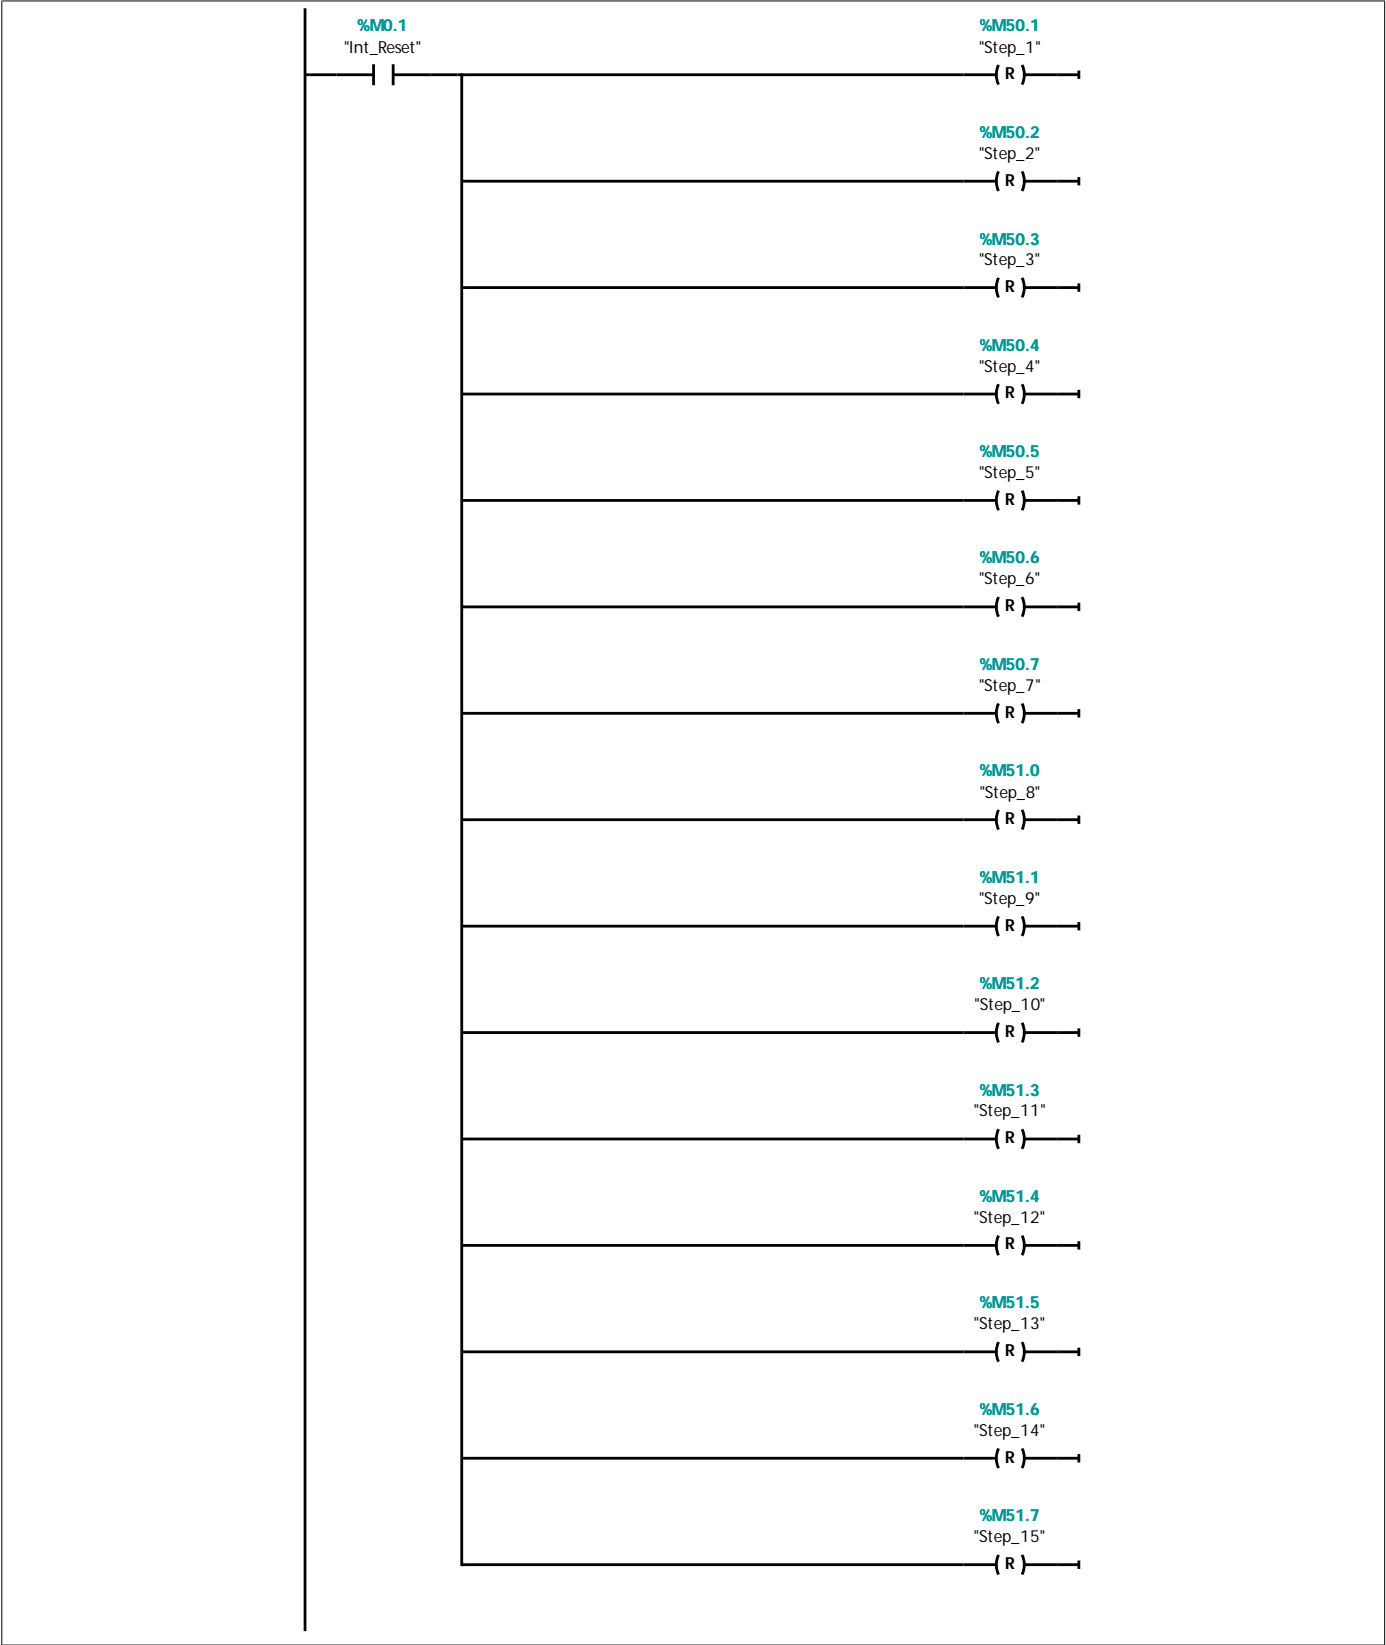 %M0.1
"Int_Reset"
%M50.1
"Step_1"
( R )
%M50.2
"Step_2"
( R )
%M50.3
"Step_3"
( R )
%M50.4
"Step_4"
( R )
%M50.5
"Step_5"
( R )
%M50.6
"Step_6"
( R )
%M50.7
"Step_7"
( R )
%M51.0
"Step_8"
( R )
%M51.1
"Step_9"
( R )
%M51.2
"Step_10"
( R )
%M51.3
"Step_11"
( R )
%M51.4
"Step_12"
( R )
%M51.5
"Step_13"
( R )
%M51.6
"Step_14"
( R )
%M51.7
"Step_15"
( R )